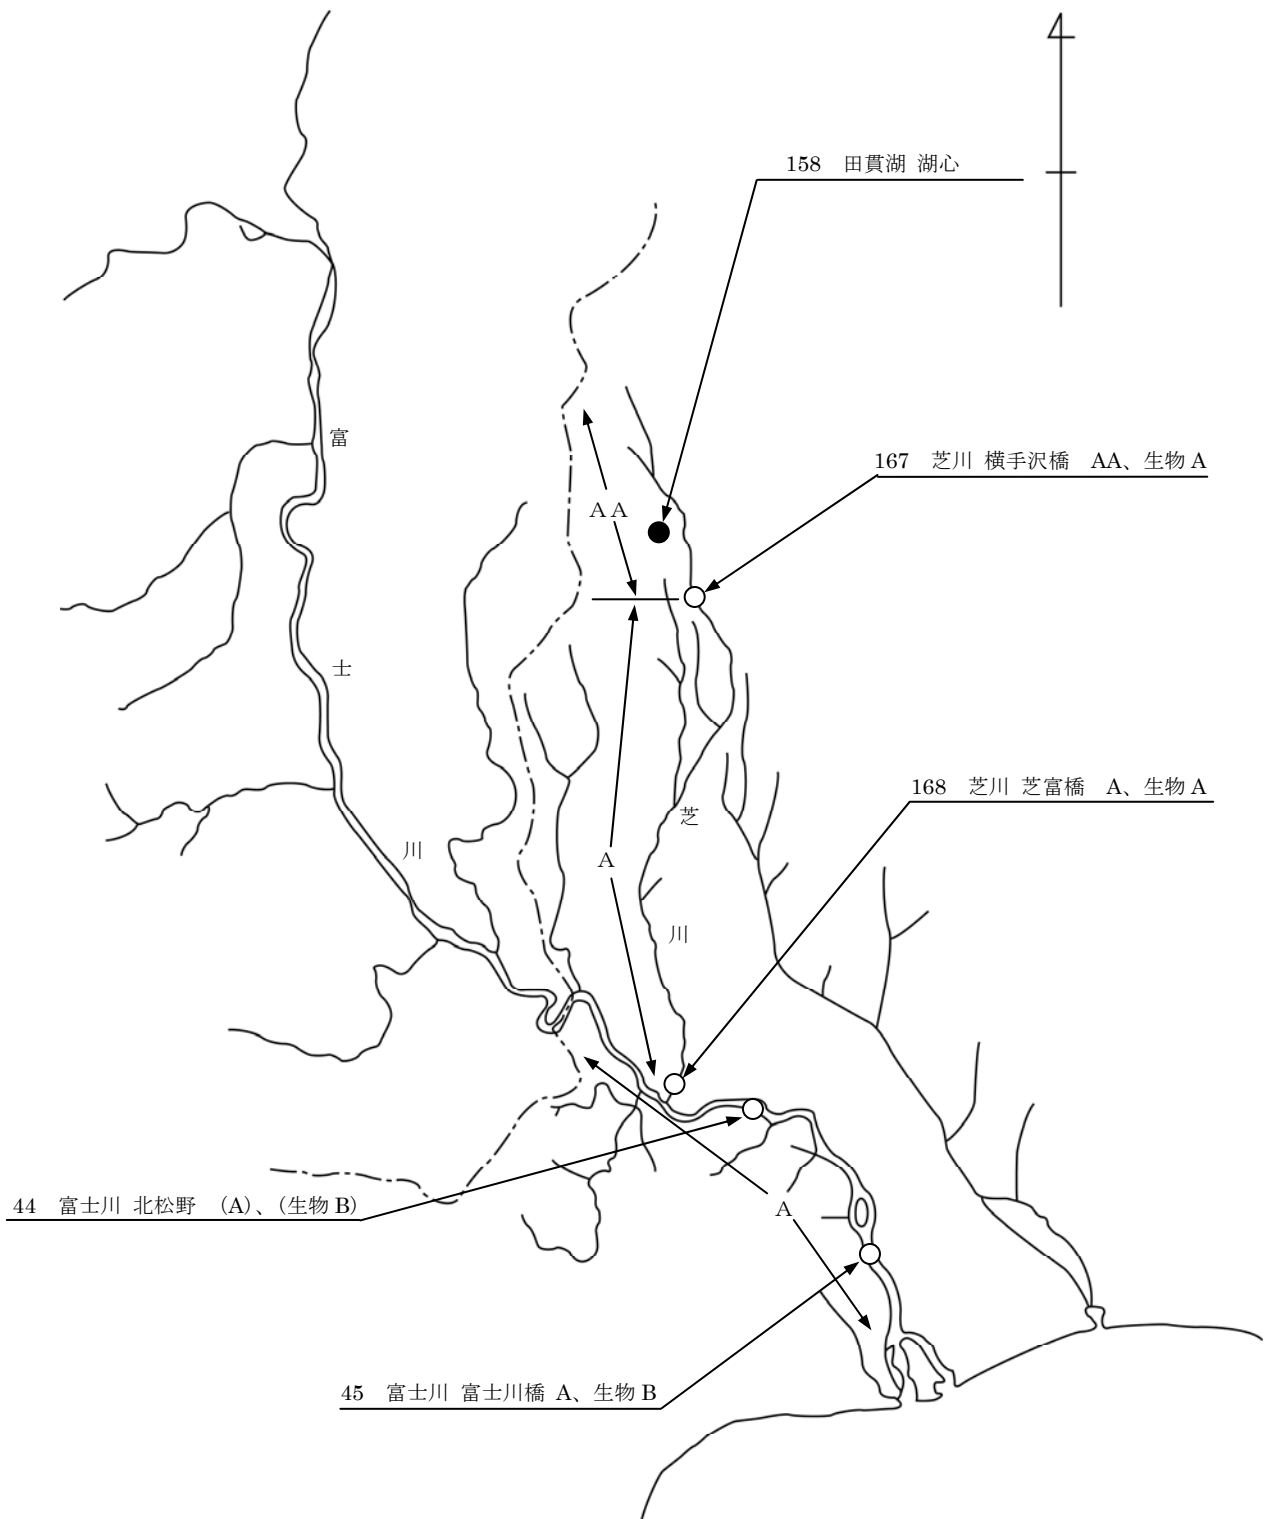 158 田貫湖 湖心
富
167 芝川 横手沢橋 AA、生物 A
A A
士
168 芝川 芝富橋 A、生物 A
芝
川
A
川
44 富士川 北松野 (A)、(生物 B)
A
45 富士川 富士川橋 A、生物 B